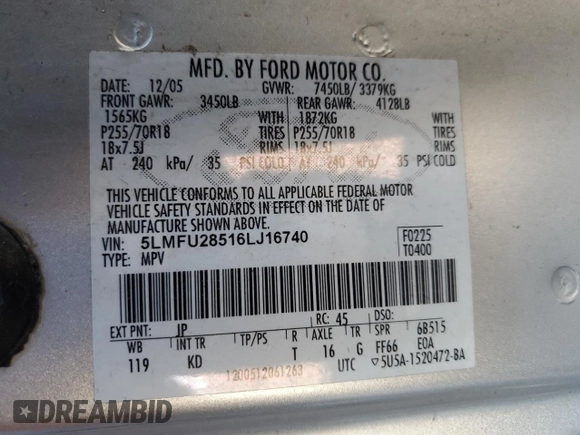 MFD. BY FORD MOTOR CO.
DATE: 12/05 GVWR: 7450LB/ 3379KG
FRONT GAWR: 3450LB REAR GAWR: 4128LB
1565KG WITH 1872KG WITH
P255/70R18 TIRES P255/70R18 TIRES
18x7.5J RIMS 18x7.5J RIMS
AT 240 kPa/ 35 PSI COLD AT 240 kPa/ 35 PSI COLD
THIS VEHICLE CONFORMS TO ALL APPLICABLE FEDERAL MOTOR
VEHICLE SAFETY STANDARDS IN EFFECT ON THE DATE OF
MANUFACTURE SHOWN ABOVE.
VIN: 5LMFU28516LJ16740 F0225
TYPE: MPV T0400
EXT PNT: JP RC: 45 DSO:
WB INT TR TP/PS R AXLE TR SPR 6B515
119 KD T 16 G FF66 E0A
1200512061263 UTC 5U5A-1520472-BA
DREAMBID